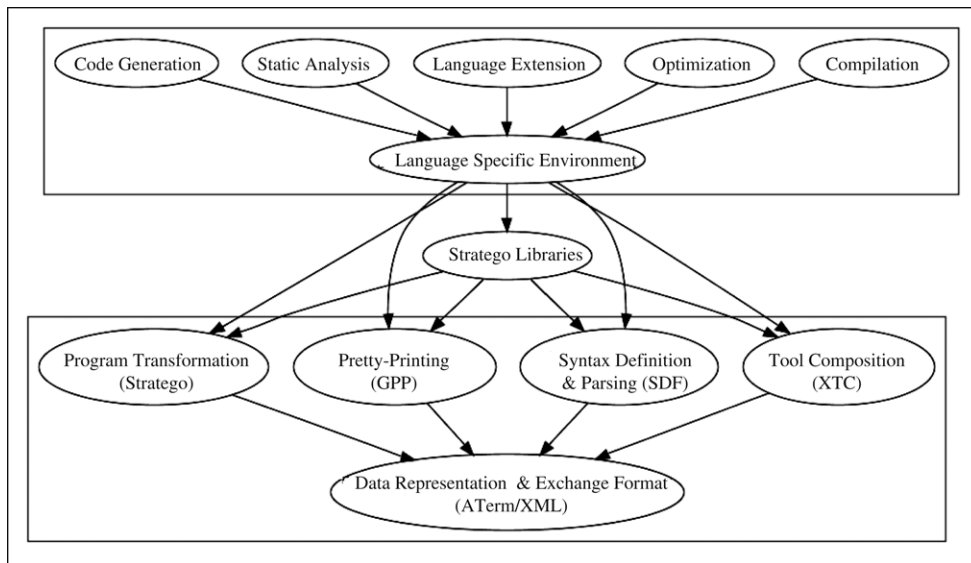 Code Generation
Static Analysis
Language Extension
Optimization
Compilation
Language Specific Environment
Stratego Libraries
Program Transformation
(Stratego)
Pretty-Printing
(GPP)
Syntax Definition
& Parsing (SDF)
Tool Composition
(XTC)
Data Representation & Exchange Format
(ATerm/XML)